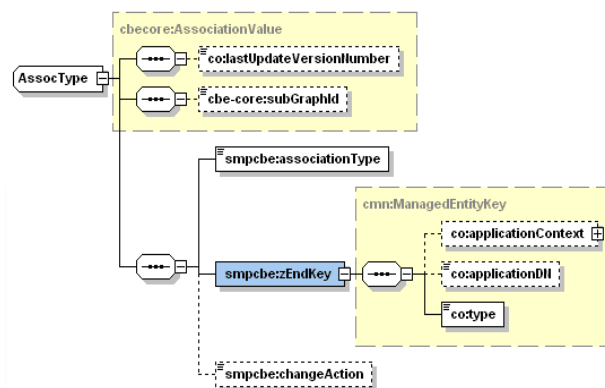 cbecore:AssociationValue
co:lastUpdateVersionNumber
AssocType
cbe-core:subGraphId
smpcbe:associationType
cmn:ManagedEntityKey
co:applicationContext
smpcbe:zEndKey
co:applicationDN
co:type
smpcbe:changeAction